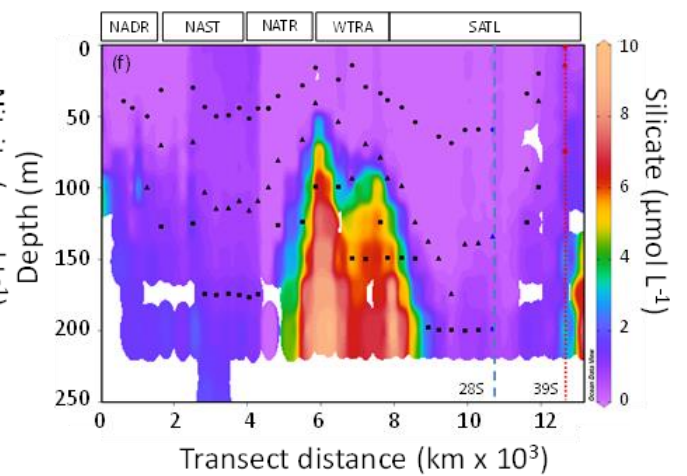 NADR NAST NATR WTRA SATL
(f)
0
50
100
150
200
250
Depth (m)
0 2 4 6 8 10 12
Transect distance (km x 10³)
28S
39S
Ocean Data View
10
8
6
4
2
0
Silicate (μmol L⁻¹)